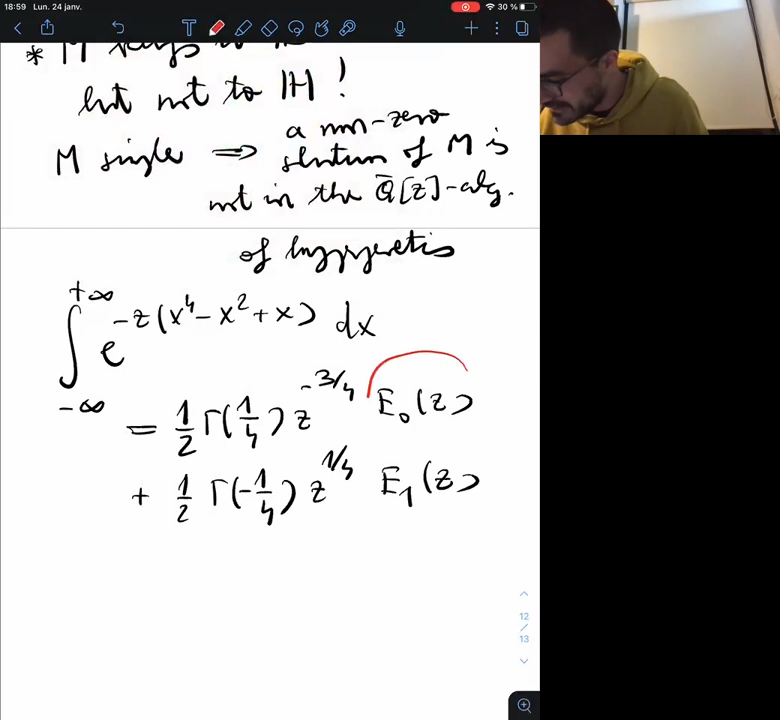 18:59 Lun. 24 janv. 30 %
but not to |H !
M simple ⟹ a non-zero
solution of M is
not in the Q̄[z]-alg.
of hypergeometrics
∫_{-∞}^{+∞} e^{-z(x^4 - x^2 + x)} dx
= 1/2 Γ(1/4) z^{-3/4} E_0(z)
+ 1/2 Γ(-1/4) z^{1/4} E_1(z)
12
/
13